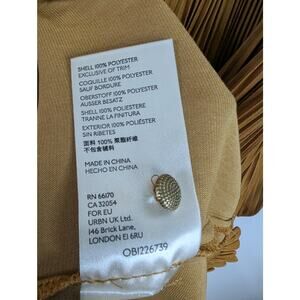 SHELL 100% POLYESTER
EXCLUSIVE OF TRIM
COQUILLE 100% POLYESTER
SAUF BORDURE
OBERSTOFF 100% POLYESTER
AUSSER BESATZ
SHELL 100% POLIESTERE
TRANNE LA FINITURA
EXTERIOR 100% POLIÉSTER
SIN RIBETES
面料 100% 聚酯纤维
不包含辅料
MADE IN CHINA
HECHO EN CHINA
RN 66170
CA 32054
FOR EU
URBN UK Ltd.
146 Brick Lane,
LONDON E1 6RU
OB1226739